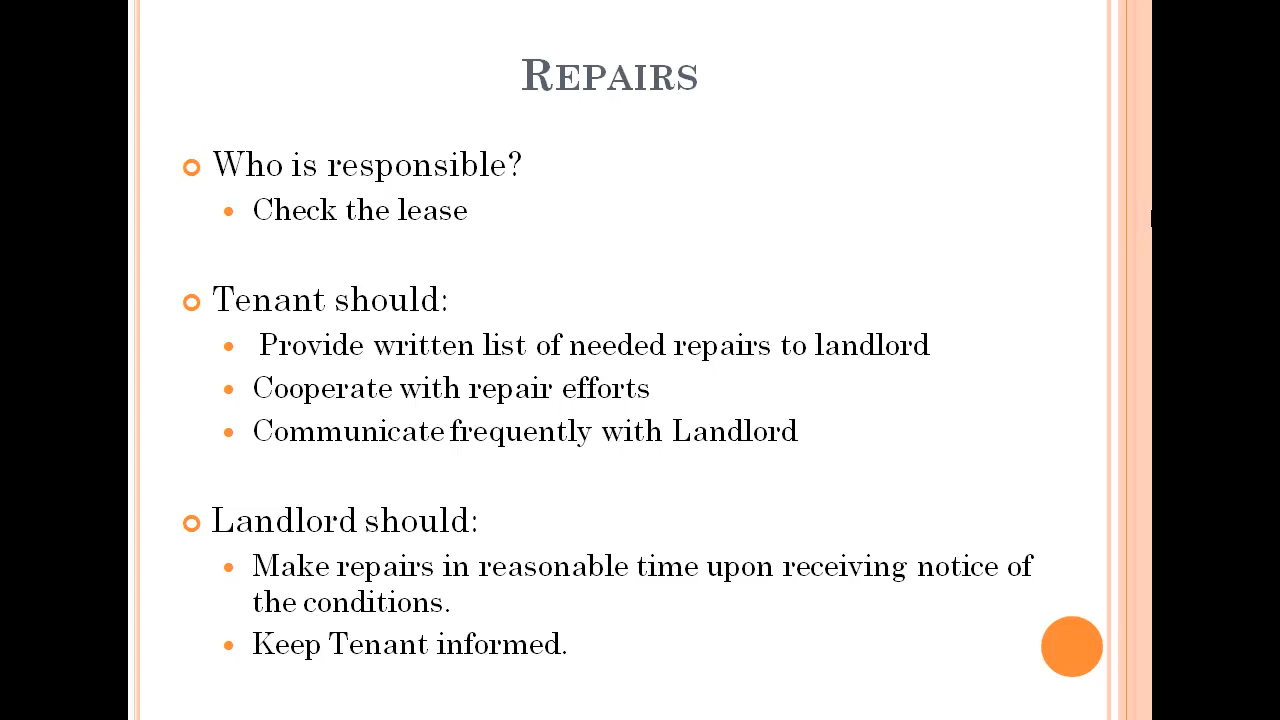 REPAIRS
Who is responsible?
Check the lease
Tenant should:
Provide written list of needed repairs to landlord
Cooperate with repair efforts
Communicate frequently with Landlord
Landlord should:
Make repairs in reasonable time upon receiving notice of
the conditions.
Keep Tenant informed.